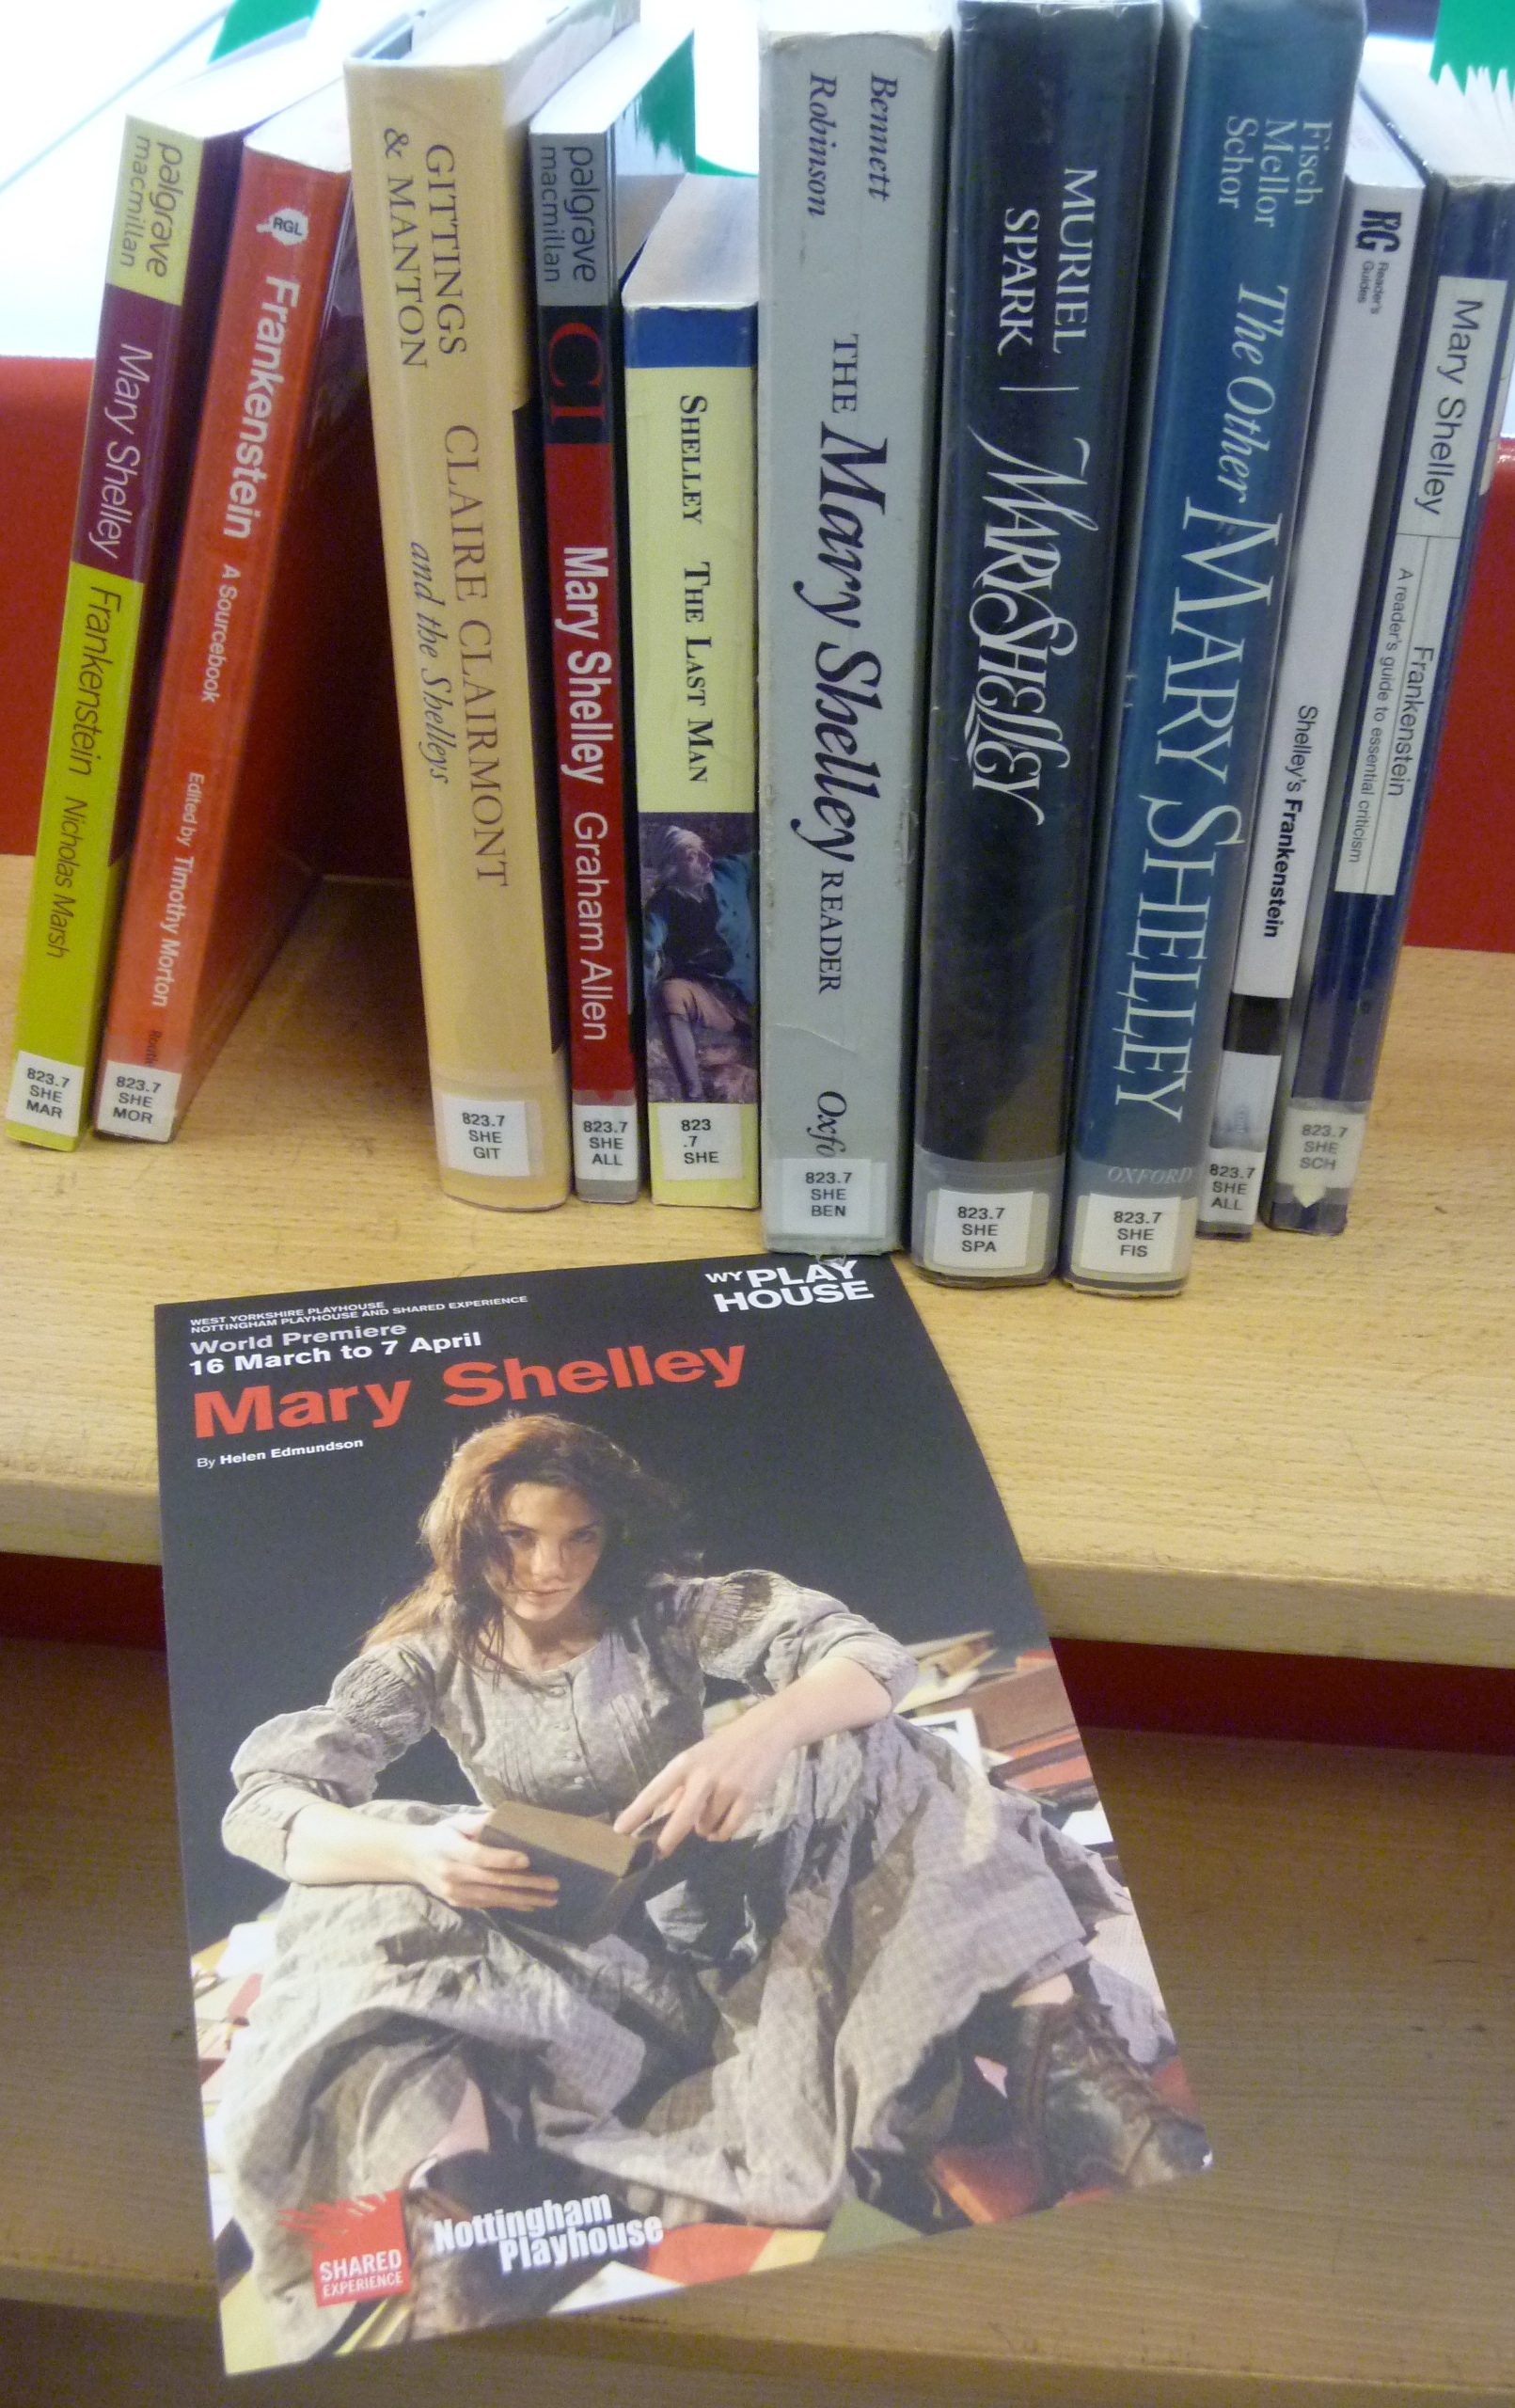 palgrave
macmillan
Mary Shelley
Frankenstein
Nicholas Marsh
823.7
SHE
MAR
RGL
Frankenstein
A Sourcebook
Edited by Timothy Morton
823.7
SHE
MOR
GITTINGS
& MANTON
CLAIRE CLAIRMONT
and the Shelleys
823.7
SHE
GIT
palgrave
macmillan
CI
Mary Shelley
Graham Allen
823.7
SHE
ALL
SHELLEY THE LAST MAN
823
.7
SHE
Bennett
Robinson
THE Mary Shelley READER
823.7
SHE
BEN
MURIEL
SPARK
MARY SHELLEY
823.7
SHE
SPA
Fisch
Mellor
Schor
The Other MARY SHELLEY
OXFORD
823.7
SHE
FIS
RG
Reader's
Guides
Shelley's Frankenstein
823.7
SHE
ALL
Mary Shelley
Frankenstein
A reader's guide to essential criticism
823.7
SHE
SCH
WY PLAY
HOUSE
WEST YORKSHIRE PLAYHOUSE
NOTTINGHAM PLAYHOUSE AND SHARED EXPERIENCE
World Premiere
16 March to 7 April
Mary Shelley
By Helen Edmundson
SHARED
EXPERIENCE
Nottingham
Playhouse